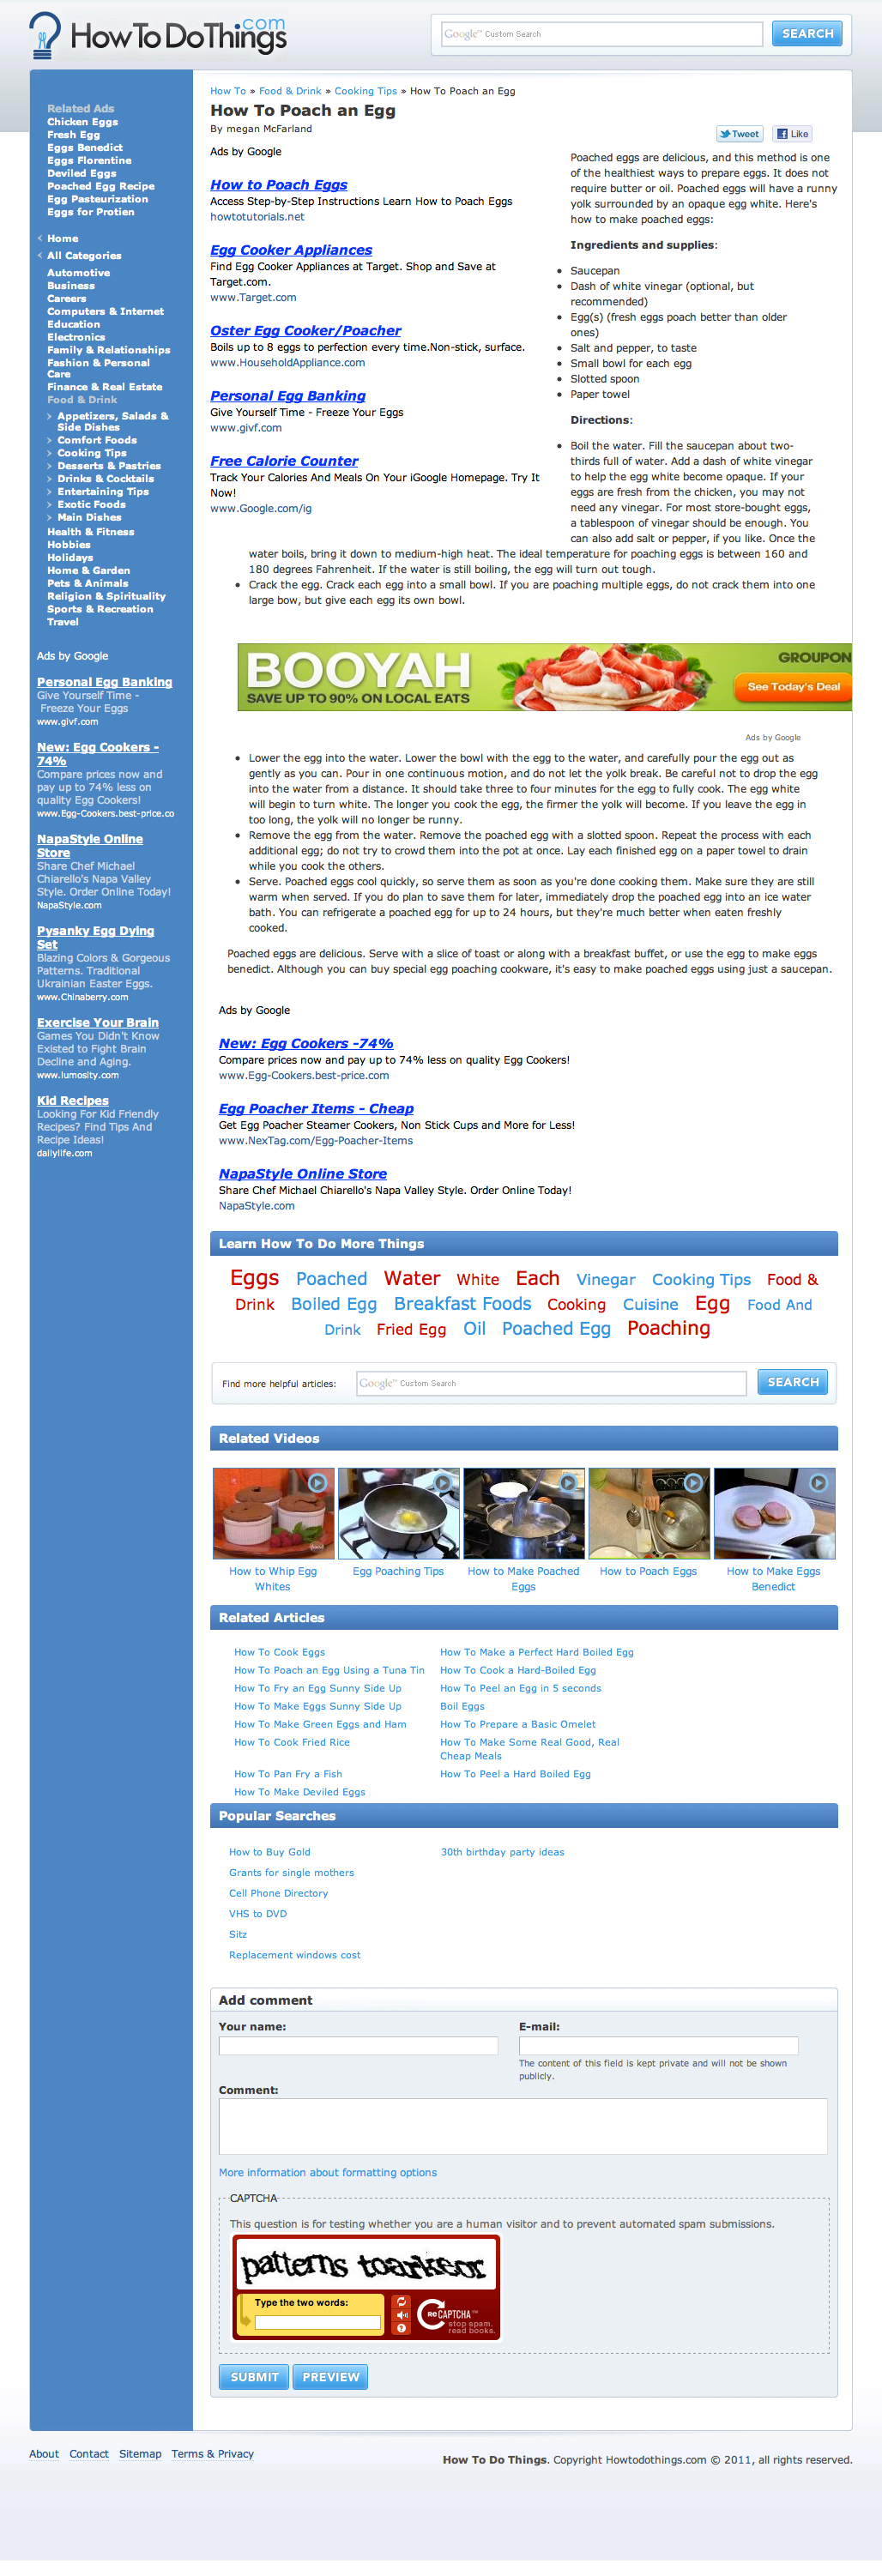 HowToDoThings.com
Google™ Custom Search
SEARCH
Related Ads
Chicken Eggs
Fresh Egg
Eggs Benedict
Eggs Florentine
Deviled Eggs
Poached Egg Recipe
Egg Pasteurization
Eggs for Protien
Home
All Categories
Automotive
Business
Careers
Computers & Internet
Education
Electronics
Family & Relationships
Fashion & Personal
Care
Finance & Real Estate
Food & Drink
Appetizers, Salads &
Side Dishes
Comfort Foods
Cooking Tips
Desserts & Pastries
Drinks & Cocktails
Entertaining Tips
Exotic Foods
Main Dishes
Health & Fitness
Hobbies
Holidays
Home & Garden
Pets & Animals
Religion & Spirituality
Sports & Recreation
Travel
Ads by Google
Personal Egg Banking
Give Yourself Time -
Freeze Your Eggs
www.givf.com
New: Egg Cookers -
74%
Compare prices now and
pay up to 74% less on
quality Egg Cookers!
www.Egg-Cookers.best-price.co
NapaStyle Online
Store
Share Chef Michael
Chiarello's Napa Valley
Style. Order Online Today!
NapaStyle.com
Pysanky Egg Dying
Set
Blazing Colors & Gorgeous
Patterns. Traditional
Ukrainian Easter Eggs.
www.Chinaberry.com
Exercise Your Brain
Games You Didn't Know
Existed to Fight Brain
Decline and Aging.
www.lumosity.com
Kid Recipes
Looking For Kid Friendly
Recipes? Find Tips And
Recipe Ideas!
dailylife.com
How To » Food & Drink » Cooking Tips » How To Poach an Egg
How To Poach an Egg
By megan McFarland
Tweet
Like
Ads by Google
How to Poach Eggs
Access Step-by-Step Instructions Learn How to Poach Eggs
howtotutorials.net
Egg Cooker Appliances
Find Egg Cooker Appliances at Target. Shop and Save at
Target.com.
www.Target.com
Oster Egg Cooker/Poacher
Boils up to 8 eggs to perfection every time.Non-stick, surface.
www.HouseholdAppliance.com
Personal Egg Banking
Give Yourself Time - Freeze Your Eggs
www.givf.com
Free Calorie Counter
Track Your Calories And Meals On Your iGoogle Homepage. Try It
Now!
www.Google.com/ig
Poached eggs are delicious, and this method is one
of the healthiest ways to prepare eggs. It does not
require butter or oil. Poached eggs will have a runny
yolk surrounded by an opaque egg white. Here's
how to make poached eggs:
Ingredients and supplies:
Saucepan
Dash of white vinegar (optional, but
recommended)
Egg(s) (fresh eggs poach better than older
ones)
Salt and pepper, to taste
Small bowl for each egg
Slotted spoon
Paper towel
Directions:
Boil the water. Fill the saucepan about two-
thirds full of water. Add a dash of white vinegar
to help the egg white become opaque. If your
eggs are fresh from the chicken, you may not
need any vinegar. For most store-bought eggs,
a tablespoon of vinegar should be enough. You
can also add salt or pepper, if you like. Once the
water boils, bring it down to medium-high heat. The ideal temperature for poaching eggs is between 160 and
180 degrees Fahrenheit. If the water is still boiling, the egg will turn out tough.
Crack the egg. Crack each egg into a small bowl. If you are poaching multiple eggs, do not crack them into one
large bow, but give each egg its own bowl.
BOOYAH
SAVE UP TO 90% ON LOCAL EATS
GROUPON
See Today's Deal
Ads by Google
Lower the egg into the water. Lower the bowl with the egg to the water, and carefully pour the egg out as
gently as you can. Pour in one continuous motion, and do not let the yolk break. Be careful not to drop the egg
into the water from a distance. It should take three to four minutes for the egg to fully cook. The egg white
will begin to turn white. The longer you cook the egg, the firmer the yolk will become. If you leave the egg in
too long, the yolk will no longer be runny.
Remove the egg from the water. Remove the poached egg with a slotted spoon. Repeat the process with each
additional egg; do not try to crowd them into the pot at once. Lay each finished egg on a paper towel to drain
while you cook the others.
Serve. Poached eggs cool quickly, so serve them as soon as you're done cooking them. Make sure they are still
warm when served. If you do plan to save them for later, immediately drop the poached egg into an ice water
bath. You can refrigerate a poached egg for up to 24 hours, but they're much better when eaten freshly
cooked.
Poached eggs are delicious. Serve with a slice of toast or along with a breakfast buffet, or use the egg to make eggs
benedict. Although you can buy special egg poaching cookware, it's easy to make poached eggs using just a saucepan.
Ads by Google
New: Egg Cookers -74%
Compare prices now and pay up to 74% less on quality Egg Cookers!
www.Egg-Cookers.best-price.com
Egg Poacher Items - Cheap
Get Egg Poacher Steamer Cookers, Non Stick Cups and More for Less!
www.NexTag.com/Egg-Poacher-Items
NapaStyle Online Store
Share Chef Michael Chiarello's Napa Valley Style. Order Online Today!
NapaStyle.com
Learn How To Do More Things
Eggs Poached Water White Each Vinegar Cooking Tips Food &
Drink Boiled Egg Breakfast Foods Cooking Cuisine Egg Food And
Drink Fried Egg Oil Poached Egg Poaching
Find more helpful articles:
Google™ Custom Search
SEARCH
Related Videos
How to Whip Egg
Whites
Egg Poaching Tips
How to Make Poached
Eggs
How to Poach Eggs
How to Make Eggs
Benedict
Related Articles
How To Cook Eggs
How To Make a Perfect Hard Boiled Egg
How To Poach an Egg Using a Tuna Tin
How To Cook a Hard-Boiled Egg
How To Fry an Egg Sunny Side Up
How To Peel an Egg in 5 seconds
How To Make Eggs Sunny Side Up
Boil Eggs
How To Make Green Eggs and Ham
How To Prepare a Basic Omelet
How To Cook Fried Rice
How To Make Some Real Good, Real
Cheap Meals
How To Pan Fry a Fish
How To Peel a Hard Boiled Egg
How To Make Deviled Eggs
Popular Searches
How to Buy Gold
30th birthday party ideas
Grants for single mothers
Cell Phone Directory
VHS to DVD
Sitz
Replacement windows cost
Add comment
Your name:
E-mail:
The content of this field is kept private and will not be shown
publicly.
Comment:
More information about formatting options
CAPTCHA
This question is for testing whether you are a human visitor and to prevent automated spam submissions.
patterns
Type the two words:
reCAPTCHA™
stop spam.
read books.
SUBMIT
PREVIEW
About
Contact
Sitemap
Terms & Privacy
How To Do Things. Copyright Howtodothings.com © 2011, all rights reserved.